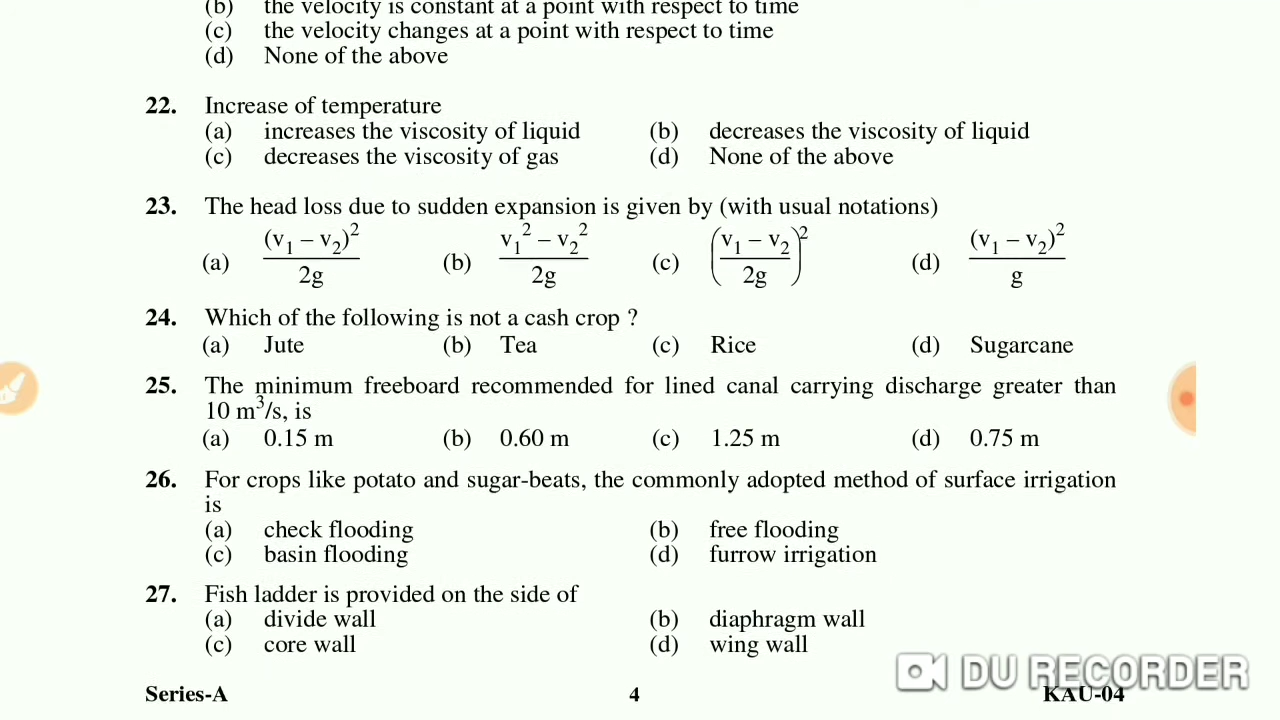 (b) the velocity is constant at a point with respect to time
(c) the velocity changes at a point with respect to time
(d) None of the above
22. Increase of temperature
(a) increases the viscosity of liquid (b) decreases the viscosity of liquid
(c) decreases the viscosity of gas (d) None of the above
23. The head loss due to sudden expansion is given by (with usual notations)
(a) (v₁ – v₂)²/2g (b) v₁² – v₂²/2g (c) (v₁ – v₂/2g)² (d) (v₁ – v₂)²/g
24. Which of the following is not a cash crop ?
(a) Jute (b) Tea (c) Rice (d) Sugarcane
25. The minimum freeboard recommended for lined canal carrying discharge greater than
10 m³/s, is
(a) 0.15 m (b) 0.60 m (c) 1.25 m (d) 0.75 m
26. For crops like potato and sugar-beats, the commonly adopted method of surface irrigation
is
(a) check flooding (b) free flooding
(c) basin flooding (d) furrow irrigation
27. Fish ladder is provided on the side of
(a) divide wall (b) diaphragm wall
(c) core wall (d) wing wall
DU RECORDER
Series-A 4 KAU-04